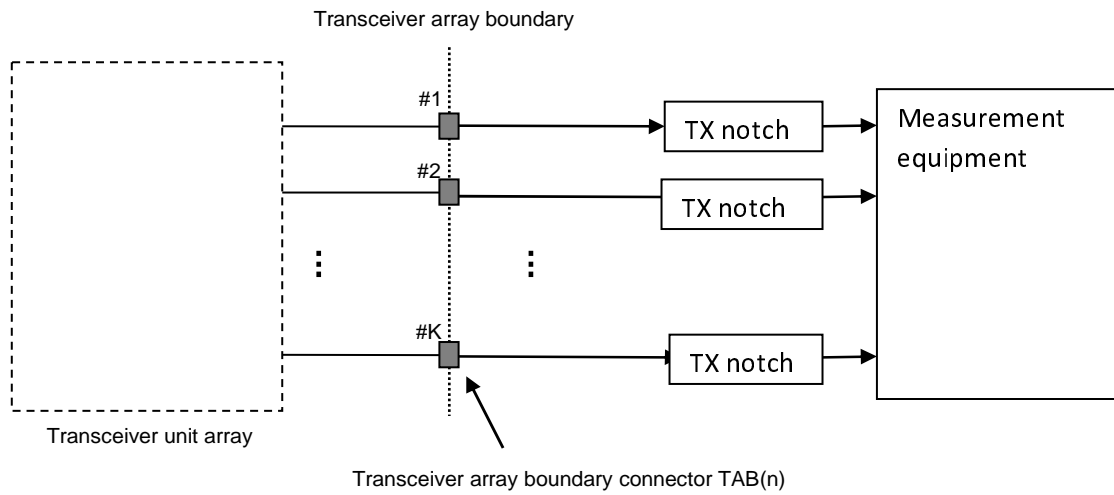 Transceiver array boundary
#1
TX notch
Measurement
equipment
#2
TX notch
#K
TX notch
Transceiver unit array
Transceiver array boundary connector TAB(n)